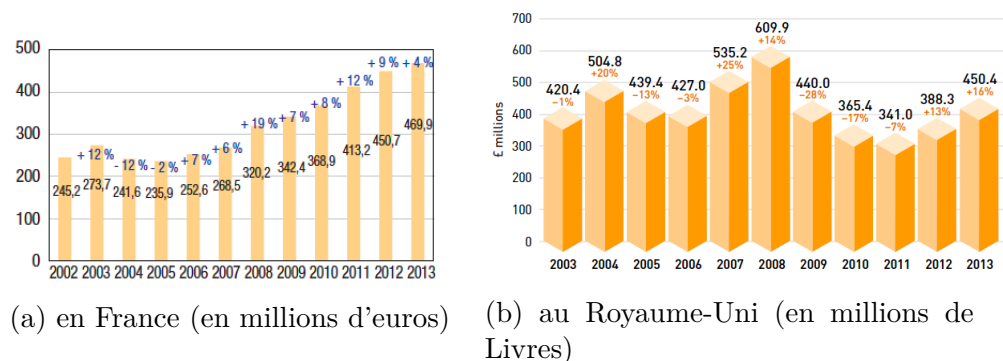 500
400
300
200
100
0
245,2
273,7
+ 12 %
241,6
- 12 %
235,9
- 2 %
252,6
+ 7 %
268,5
+ 6 %
320,2
+ 19 %
342,4
+ 7 %
368,9
+ 8 %
413,2
+ 12 %
450,7
+ 9 %
469,9
+ 4 %
2002 2003 2004 2005 2006 2007 2008 2009 2010 2011 2012 2013
(a) en France (en millions d'euros)
£ millions
700
600
500
400
300
200
100
0
420.4
–1%
504.8
+20%
439.4
–13%
427.0
–3%
535.2
+25%
609.9
+14%
440.0
–28%
365.4
–17%
341.0
–7%
388.3
+13%
450.4
+16%
2003 2004 2005 2006 2007 2008 2009 2010 2011 2012 2013
(b) au Royaume-Uni (en millions de
Livres)